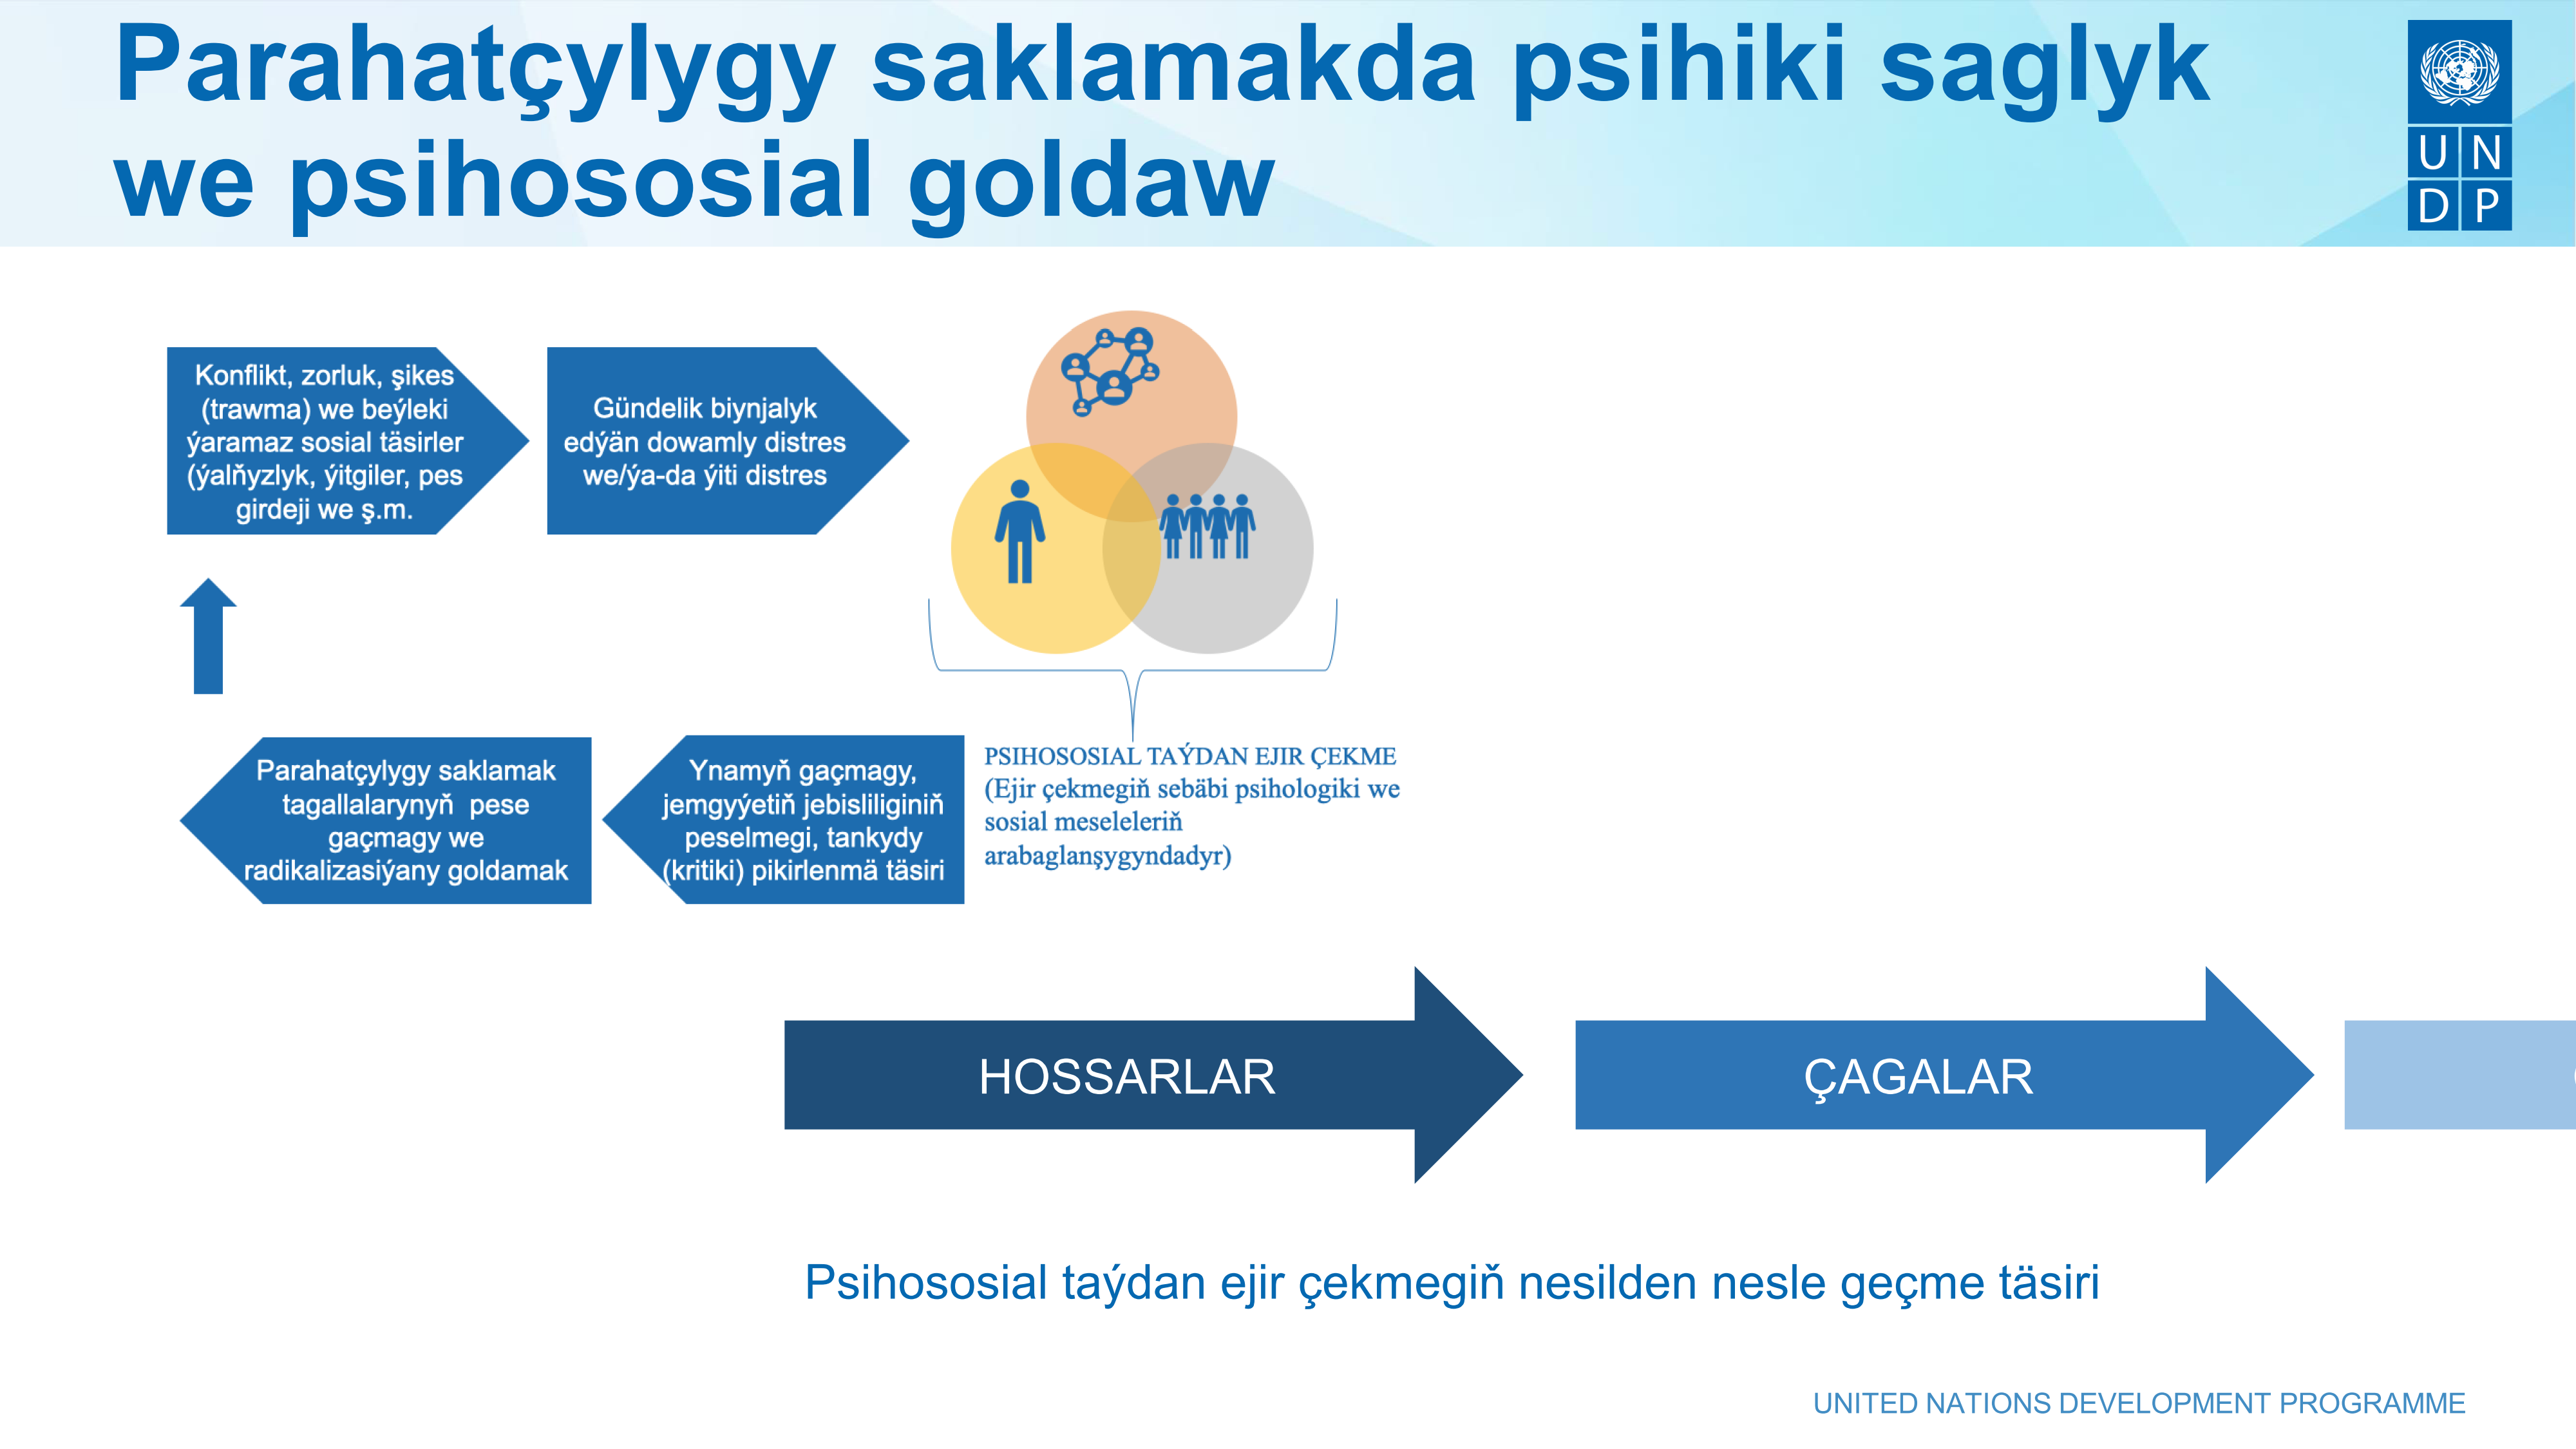 Parahatçylygy saklamakda psihiki saglyk
we psihososial goldaw
U N
D P
Konflikt, zorluk, şikes
(trawma) we beýleki
ýaramaz sosial täsirler
(ýalňyzlyk, ýitgiler, pes
girdeji we ş.m.
Gündelik biynjalyk
edýän dowamly distres
we/ýa-da ýiti distres
Parahatçylygy saklamak
tagallalarynyň  pese
gaçmagy we
radikalizasiýany goldamak
Ynamyň gaçmagy,
jemgyýetiň jebisliliginiň
peselmegi, tankydy
(kritiki) pikirlenmä täsiri
PSIHOSOSIAL TAÝDAN EJIR ÇEKME
(Ejir çekmegiň sebäbi psihologiki we
sosial meseleleriň
arabaglanşygyndadyr)
HOSSARLAR
ÇAGALAR
Psihososial taýdan ejir çekmegiň nesilden nesle geçme täsiri
UNITED NATIONS DEVELOPMENT PROGRAMME